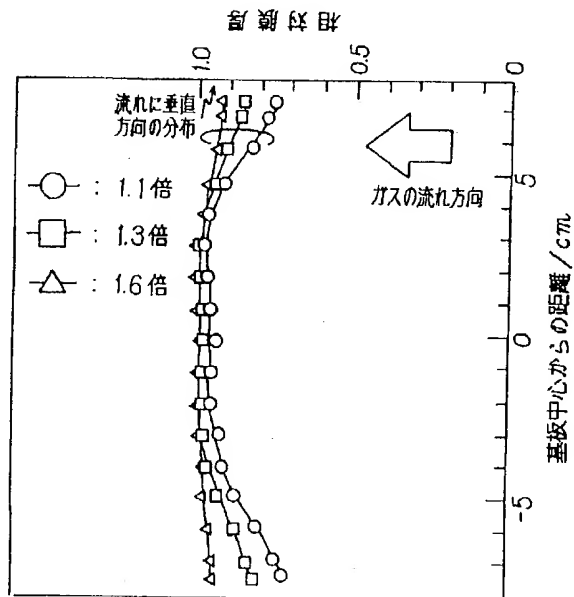 相対膜厚
1.0
0.5
0
流れに垂直
方向の分布
○ : 1.1倍
□ : 1.3倍
△ : 1.6倍
ガスの流れ方向
5
0
-5
基板中心からの距離/cm